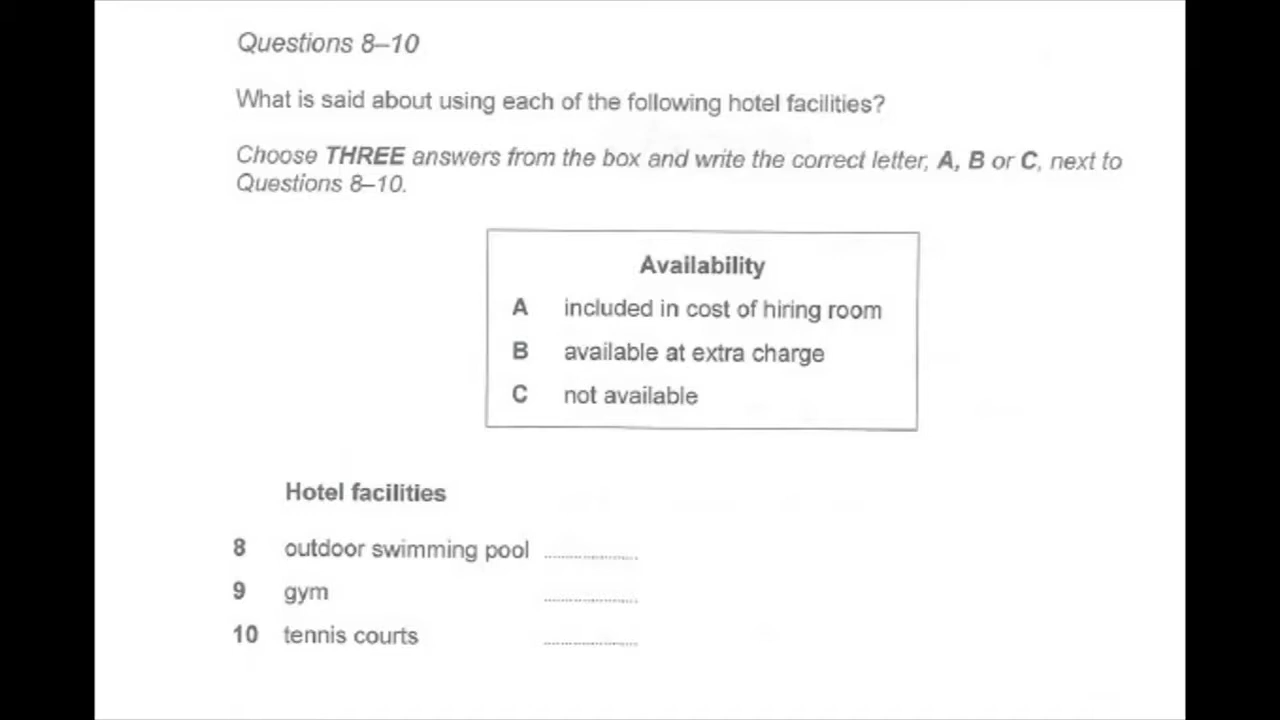 Questions 8–10
What is said about using each of the following hotel facilities?
Choose THREE answers from the box and write the correct letter, A, B or C, next to
Questions 8–10.
Availability
A included in cost of hiring room
B available at extra charge
C not available
Hotel facilities
8 outdoor swimming pool ....................
9 gym ....................
10 tennis courts ....................